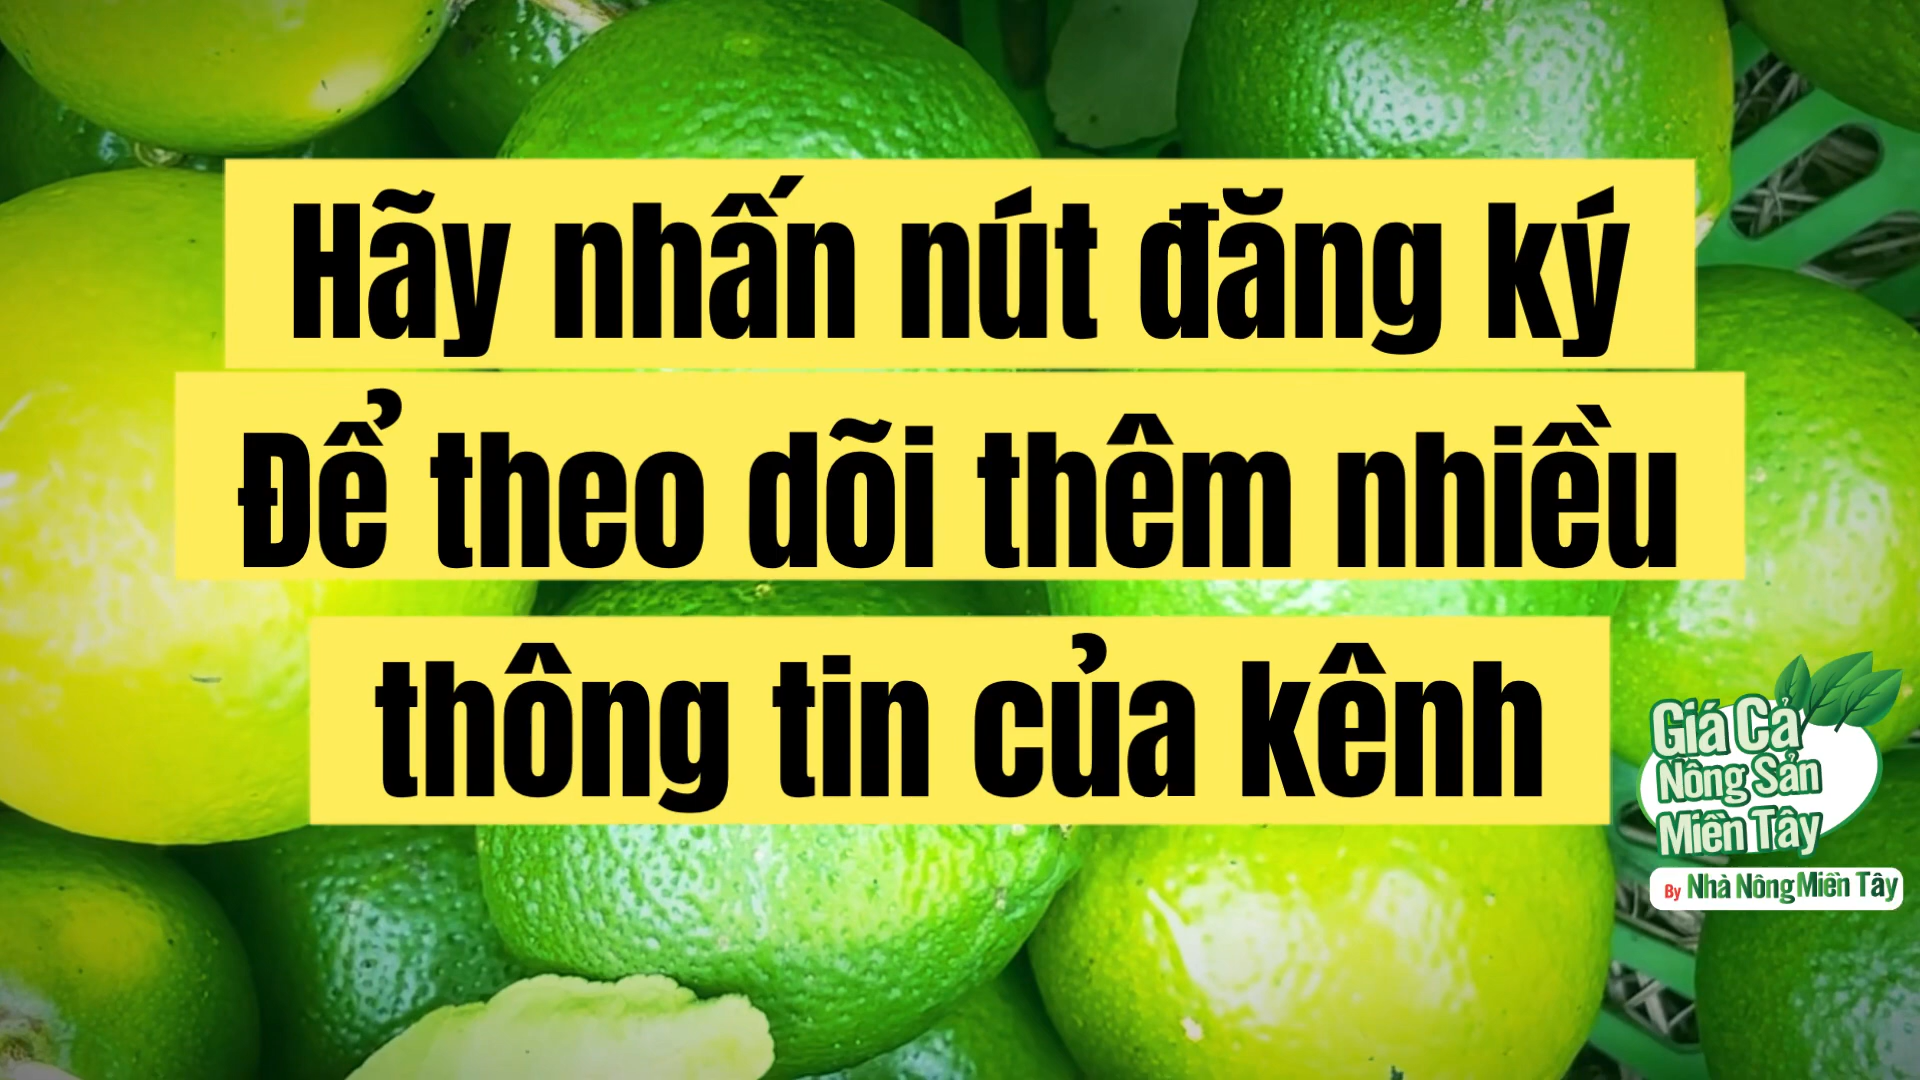 Hãy nhấn nút đăng ký
Để theo dõi thêm nhiều
thông tin của kênh
Giá Cả
Nông Sản
Miền Tây
By Nhà Nông Miền Tây